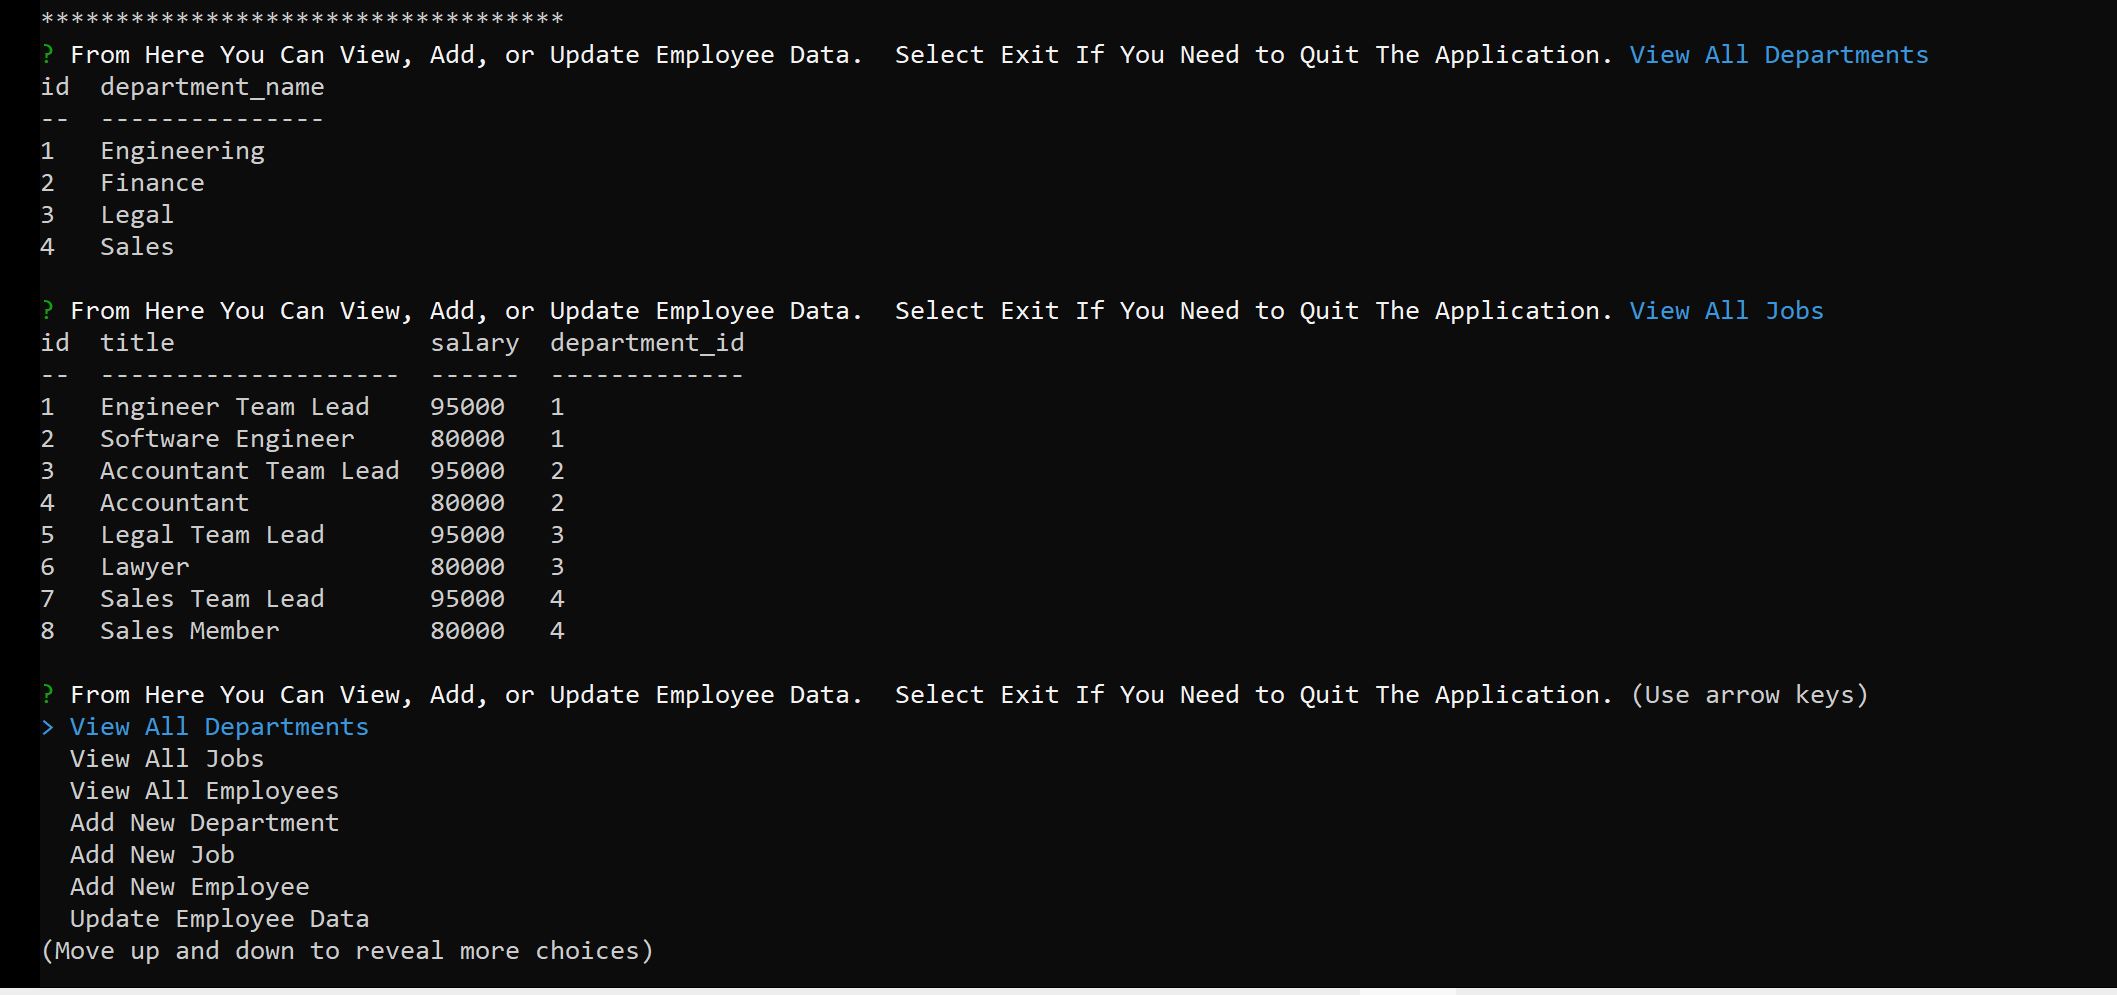 ***********************************
? From Here You Can View, Add, or Update Employee Data.  Select Exit If You Need to Quit The Application. View All Departments
id  department_name
--  ---------------
1   Engineering
2   Finance
3   Legal
4   Sales
? From Here You Can View, Add, or Update Employee Data.  Select Exit If You Need to Quit The Application. View All Jobs
id  title                 salary  department_id
--  --------------------  ------  -------------
1   Engineer Team Lead    95000   1
2   Software Engineer     80000   1
3   Accountant Team Lead  95000   2
4   Accountant            80000   2
5   Legal Team Lead       95000   3
6   Lawyer                80000   3
7   Sales Team Lead       95000   4
8   Sales Member          80000   4
? From Here You Can View, Add, or Update Employee Data.  Select Exit If You Need to Quit The Application. (Use arrow keys)
> View All Departments
  View All Jobs
  View All Employees
  Add New Department
  Add New Job
  Add New Employee
  Update Employee Data
(Move up and down to reveal more choices)